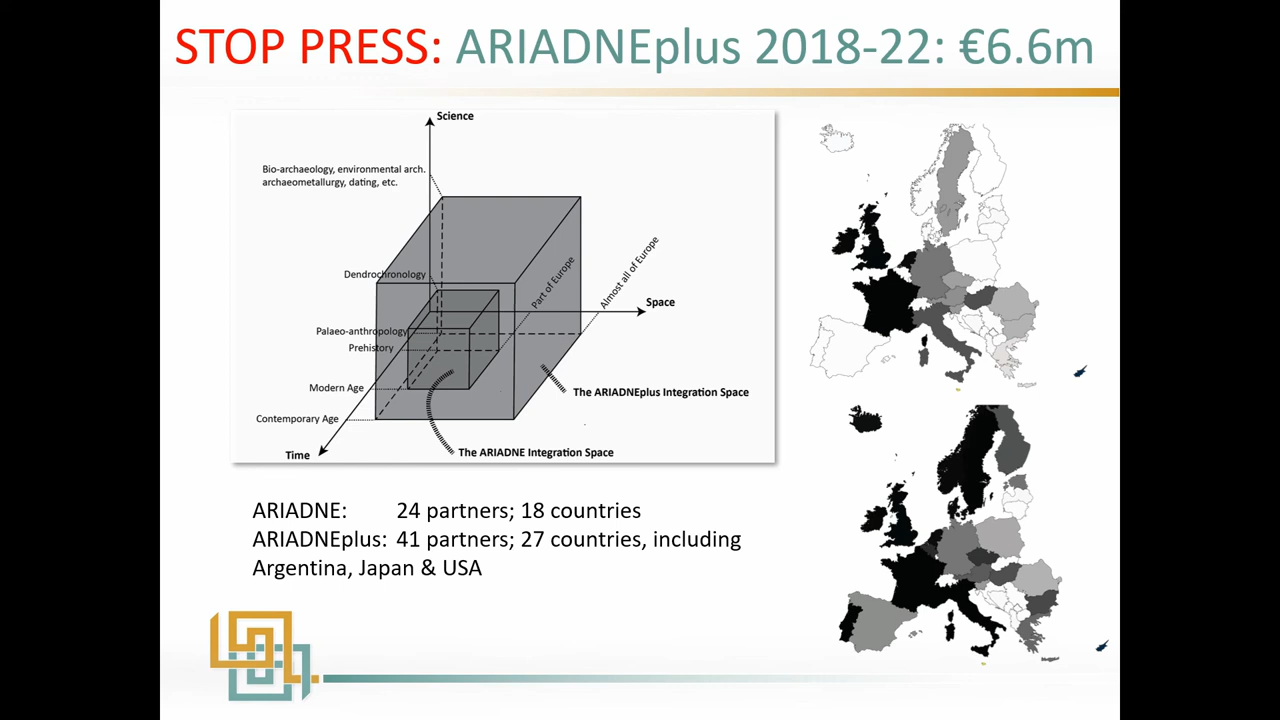 STOP PRESS: ARIADNEplus 2018-22: €6.6m
Science
Bio-archaeology, environmental arch.
archaeometallurgy, dating, etc.
Dendrochronology
Part of Europe
Almost all of Europe
Space
Palaeo-anthropology
Prehistory
Modern Age
The ARIADNEplus Integration Space
Contemporary Age
Time
The ARIADNE Integration Space
ARIADNE: 24 partners; 18 countries
ARIADNEplus: 41 partners; 27 countries, including
Argentina, Japan & USA